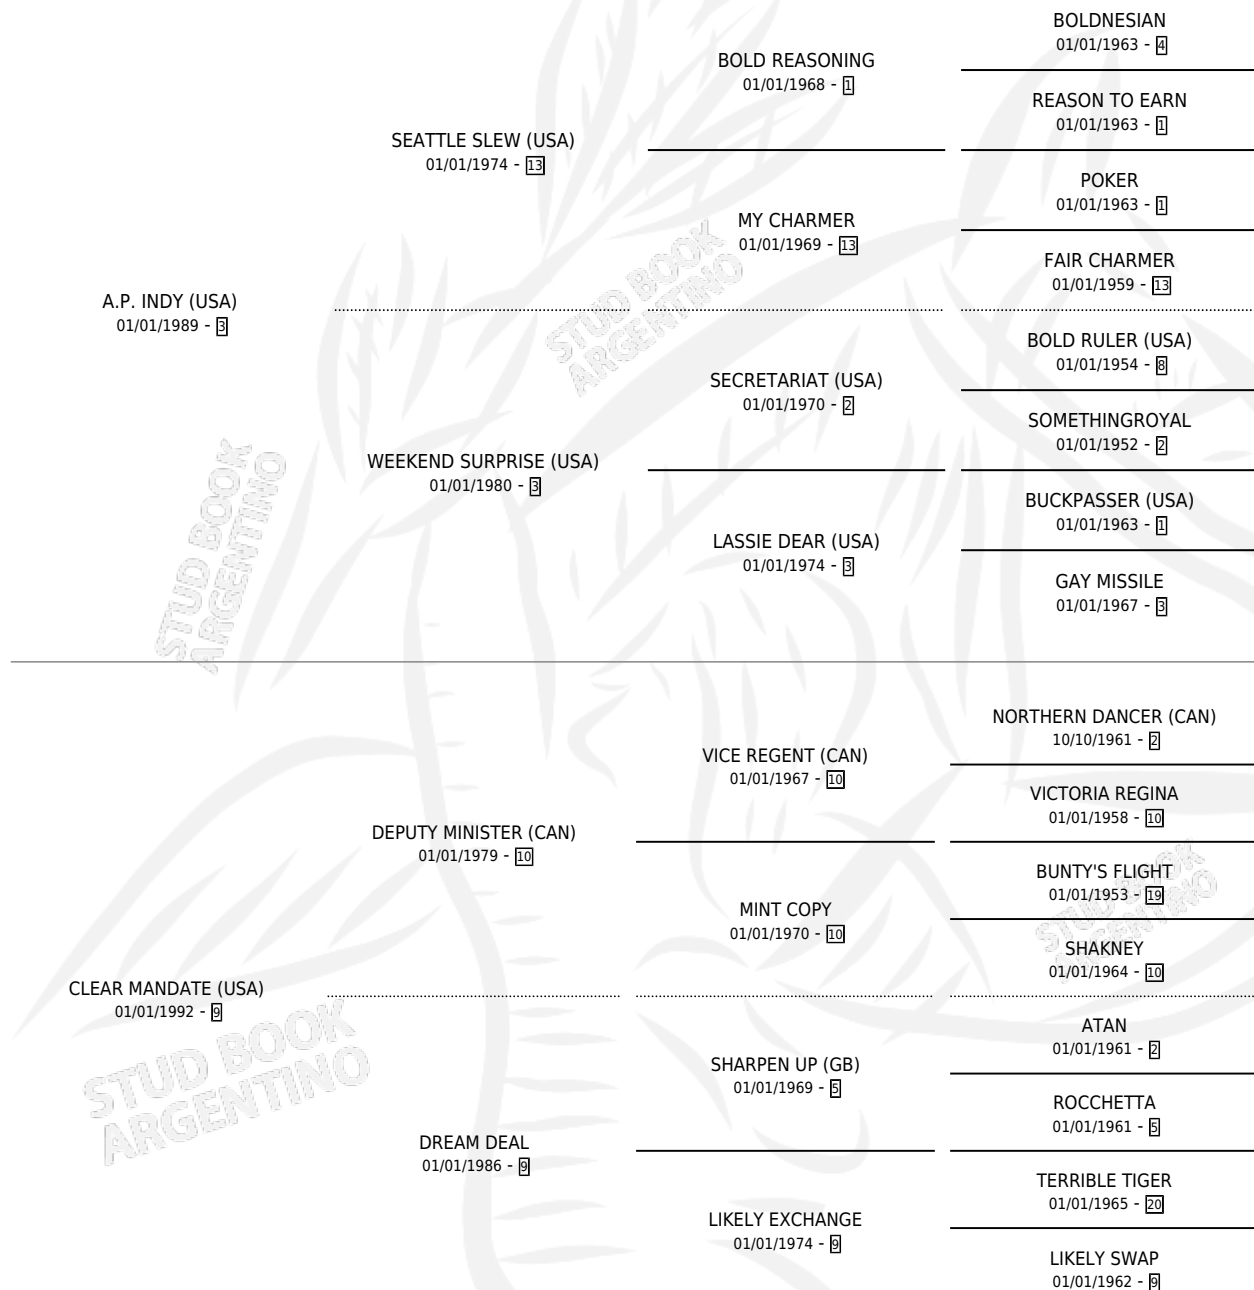 BOLDNESIAN
01/01/1963 - 4
BOLD REASONING
01/01/1968 - 1
REASON TO EARN
01/01/1963 - 1
SEATTLE SLEW (USA)
01/01/1974 - 13
POKER
01/01/1963 - 1
MY CHARMER
01/01/1969 - 13
FAIR CHARMER
01/01/1959 - 13
A.P. INDY (USA)
01/01/1989 - 3
STUD BOOK
ARGENTINO
BOLD RULER (USA)
01/01/1954 - 8
SECRETARIAT (USA)
01/01/1970 - 2
SOMETHINGROYAL
01/01/1952 - 2
WEEKEND SURPRISE (USA)
01/01/1980 - 3
BUCKPASSER (USA)
01/01/1963 - 1
LASSIE DEAR (USA)
01/01/1974 - 3
GAY MISSILE
01/01/1967 - 3
STUD BOOK
ARGENTINO
NORTHERN DANCER (CAN)
10/10/1961 - 2
VICE REGENT (CAN)
01/01/1967 - 10
VICTORIA REGINA
01/01/1958 - 10
DEPUTY MINISTER (CAN)
01/01/1979 - 10
BUNTY'S FLIGHT
01/01/1953 - 19
MINT COPY
01/01/1970 - 10
SHAKNEY
01/01/1964 - 10
STUD BOOK
ARGENTINO
CLEAR MANDATE (USA)
01/01/1992 - 9
STUD BOOK
ARGENTINO
ATAN
01/01/1961 - 2
SHARPEN UP (GB)
01/01/1969 - 5
ROCCHETTA
01/01/1961 - 5
DREAM DEAL
01/01/1986 - 9
TERRIBLE TIGER
01/01/1965 - 20
LIKELY EXCHANGE
01/01/1974 - 9
LIKELY SWAP
01/01/1962 - 9